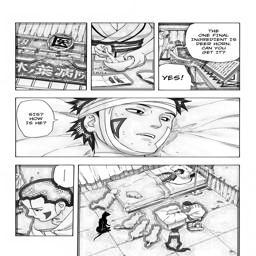 THE
ONE FINAL
INGREDIENT IS
DEER HORN.
CAN YOU
GET IT?
YES!
SIS?
HOW
IS HE?